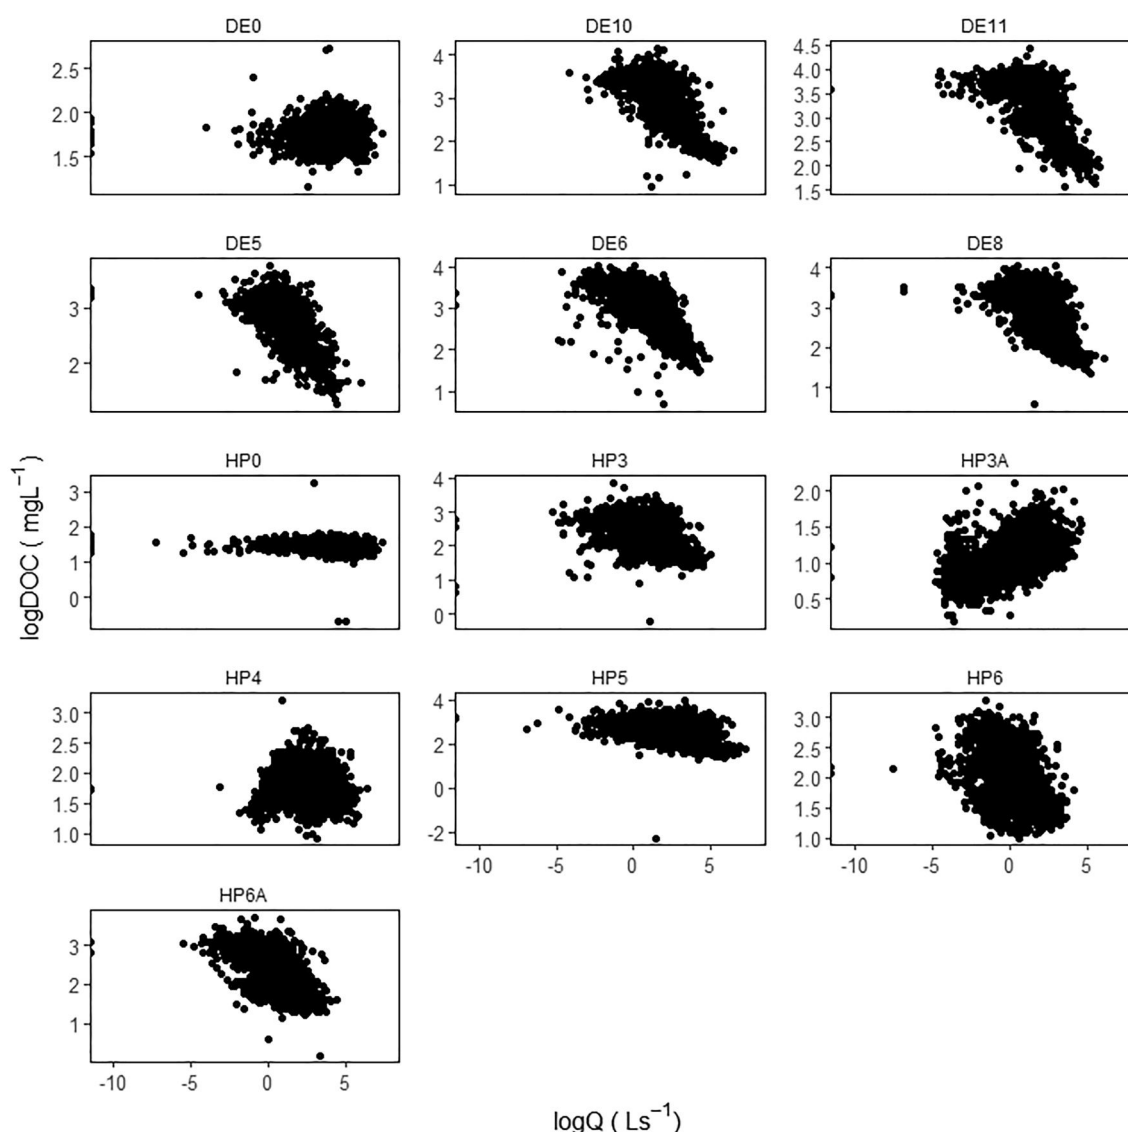 DE0 DE10 DE11
2.5 4 4.5
2.0 3 4.0
1.5 2 3.5
1 3.0
2.5
2.0
1.5
DE5 DE6 DE8
3 4 4
2 3 3
2 2
1 1
HP0 HP3 HP3A
3 4 2.0
2 3 1.5
1 2 1.0
0 1 0.5
0
logDOC ( mgL⁻¹)
HP4 HP5 HP6
3.0 4 3.0
2.5 2 2.5
2.0 0 2.0
1.5 -2 1.5
1.0 1.0
-10 -5 0 5 -10 -5 0 5
HP6A
3
2
1
-10 -5 0 5
logQ ( Ls⁻¹)